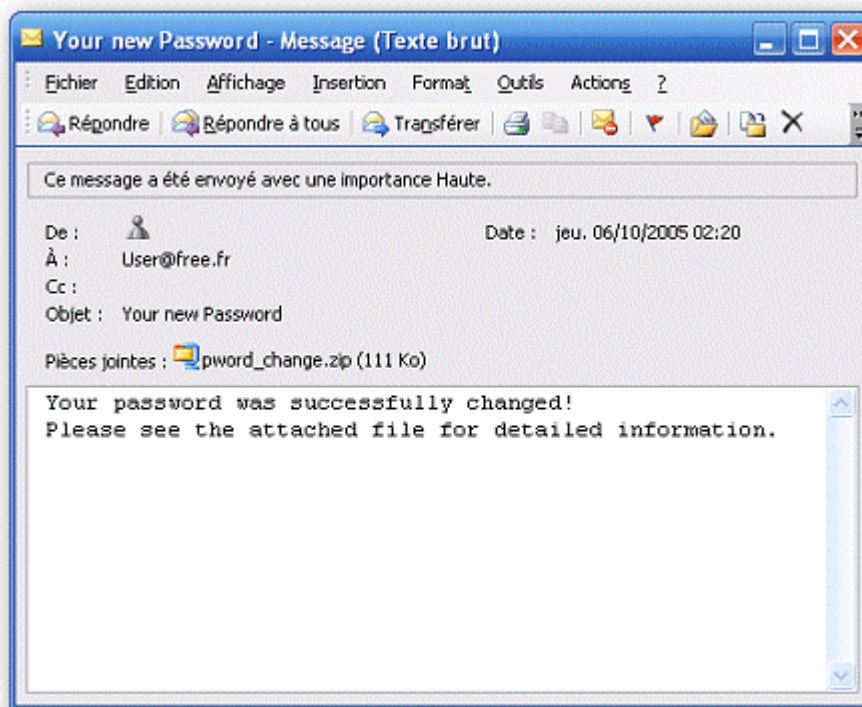 Your new Password - Message (Texte brut)
Fichier Edition Affichage Insertion Format Outils Actions ?
Répondre Répondre à tous Transférer
Ce message a été envoyé avec une importance Haute.
De : Date : jeu. 06/10/2005 02:20
À : User@free.fr
Cc :
Objet : Your new Password
Pièces jointes : pword_change.zip (111 Ko)
Your password was successfully changed!
Please see the attached file for detailed information.